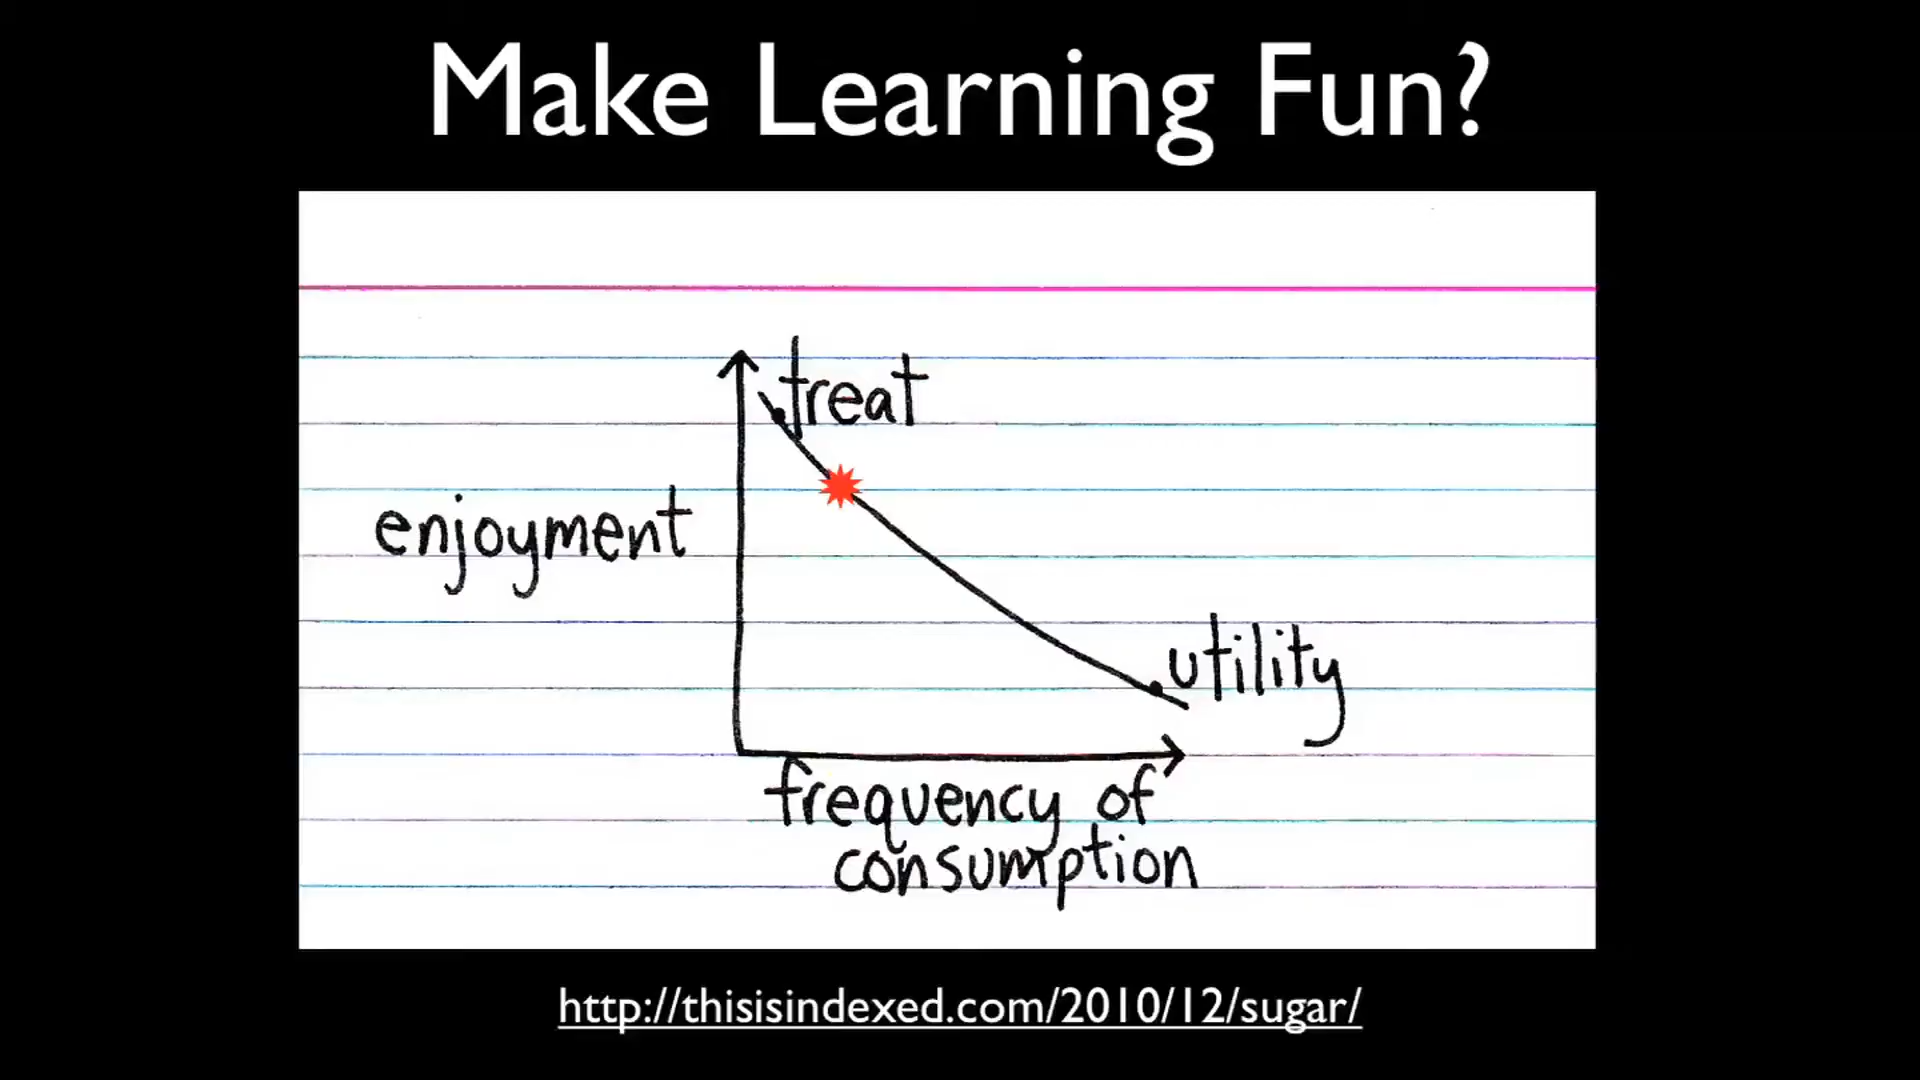 Make Learning Fun?
treat
enjoyment
utility
frequency of
consumption
http://thisisindexed.com/2010/12/sugar/